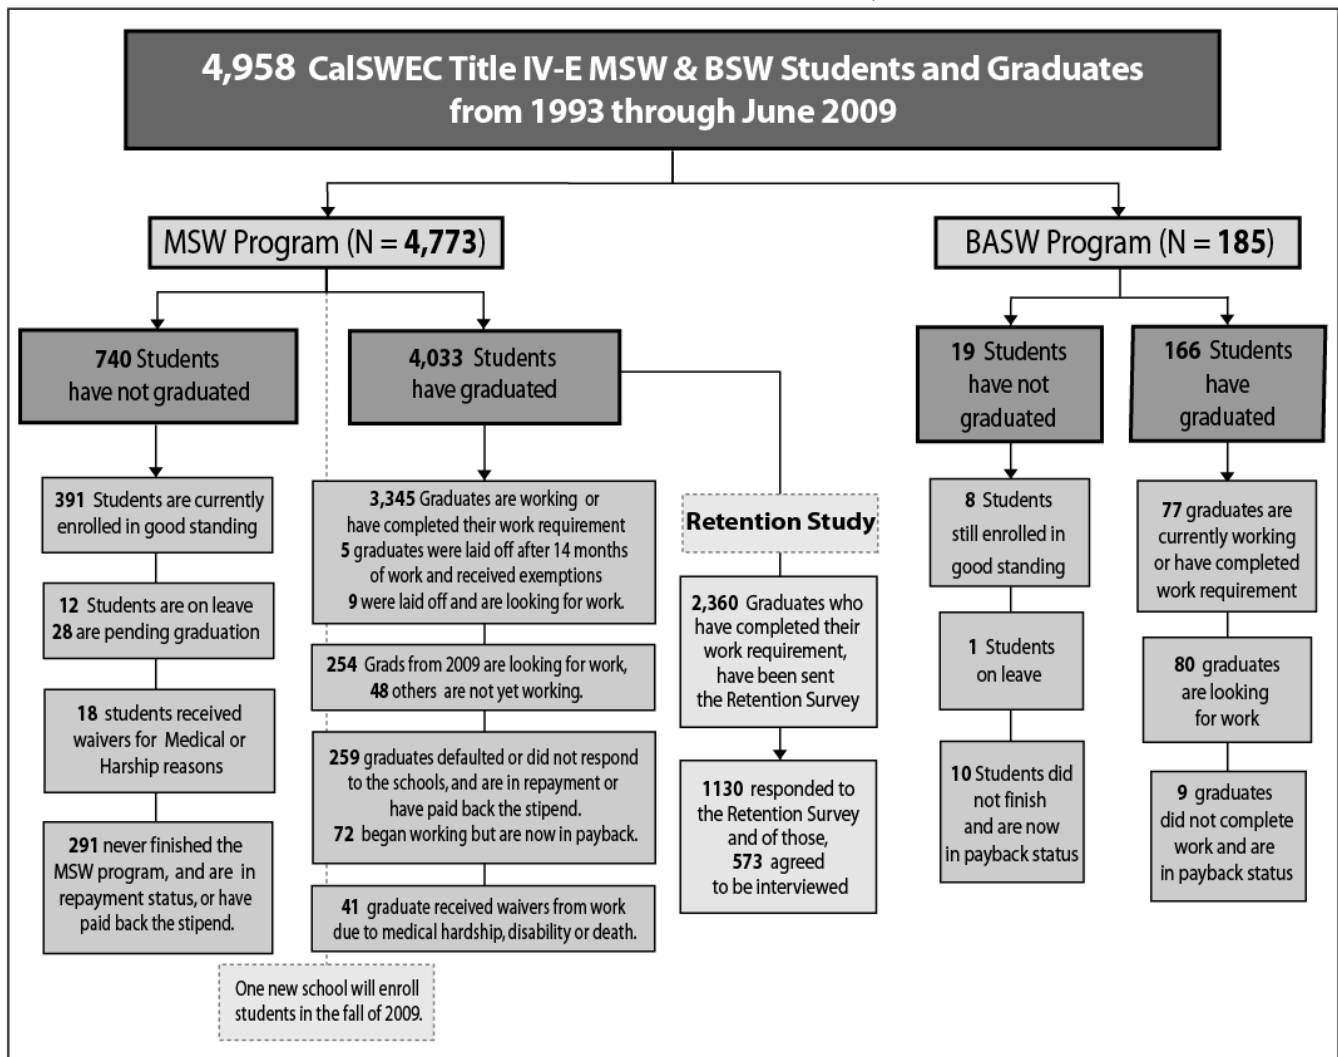 4,958 CalSWEC Title IV-E MSW & BSW Students and Graduates
from 1993 through June 2009
MSW Program (N = 4,773)
BASW Program (N = 185)
740 Students
have not graduated
4,033 Students
have graduated
19 Students
have not
graduated
166 Students
have
graduated
391 Students are currently
enrolled in good standing
12 Students are on leave
28 are pending graduation
18 students received
waivers for Medical or
Harship reasons
291 never finished the
MSW program, and are in
repayment status, or have
paid back the stipend.
3,345 Graduates are working or
have completed their work requirement
5 graduates were laid off after 14 months
of work and received exemptions
9 were laid off and are looking for work.
254 Grads from 2009 are looking for work,
48 others are not yet working.
259 graduates defaulted or did not respond
to the schools, and are in repayment or
have paid back the stipend.
72 began working but are now in payback.
41 graduate received waivers from work
due to medical hardship, disability or death.
One new school will enroll
students in the fall of 2009.
Retention Study
2,360 Graduates who
have completed their
work requirement,
have been sent
the Retention Survey
1130 responded to
the Retention Survey
and of those,
573 agreed
to be interviewed
8 Students
still enrolled in
good standing
1 Students
on leave
10 Students did
not finish
and are now
in payback status
77 graduates are
currently working
or have completed
work requirement
80 graduates
are looking
for work
9 graduates
did not complete
work and are
in payback status